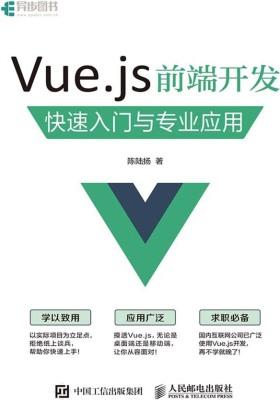 异步图书
www.epubit.com.cn
Vue.js 前端开发
快速入门与专业应用
陈陆扬 著
学以致用
以实际项目为立足点，
拒绝纸上谈兵，
帮助你快速上手！
应用广泛
摸透Vue.js，无论是
桌面端还是移动端，
让你从容面对！
求职必备
国内互联网公司已广泛
使用Vue.js开发，
再不学就晚了！
中国工信出版集团
人民邮电出版社
POSTS & TELECOM PRESS